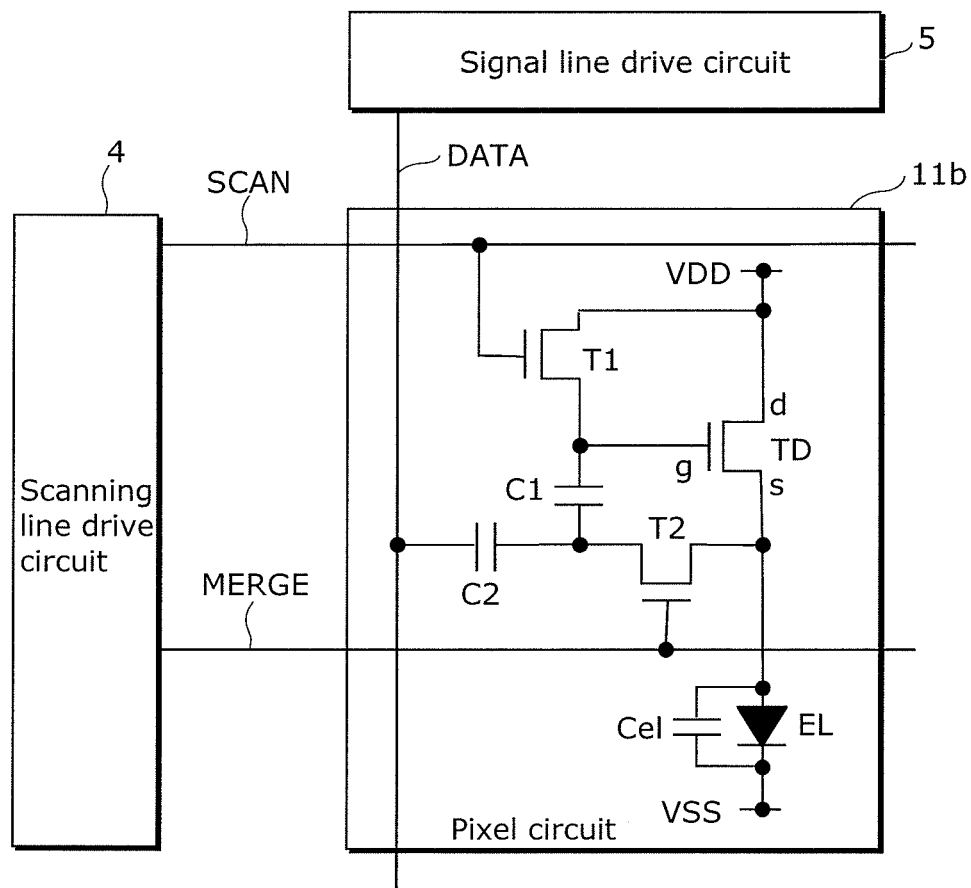 Signal line drive circuit
5
4
DATA
SCAN
11b
VDD
T1
d
TD
g
s
C1
T2
Scanning
line drive
circuit
C2
MERGE
Cel
EL
VSS
Pixel circuit